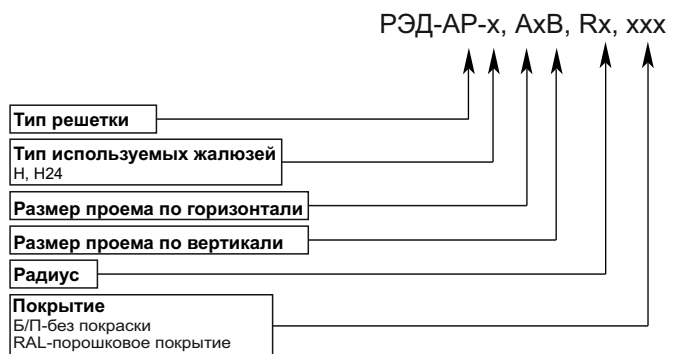 РЭД-АР-х, АхВ, Rx, xxx
Тип решетки
Тип используемых жалюзей
Н, Н24
Размер проема по горизонтали
Размер проема по вертикали
Радиус
Покрытие
Б/П-без покраски
RAL-порошковое покрытие